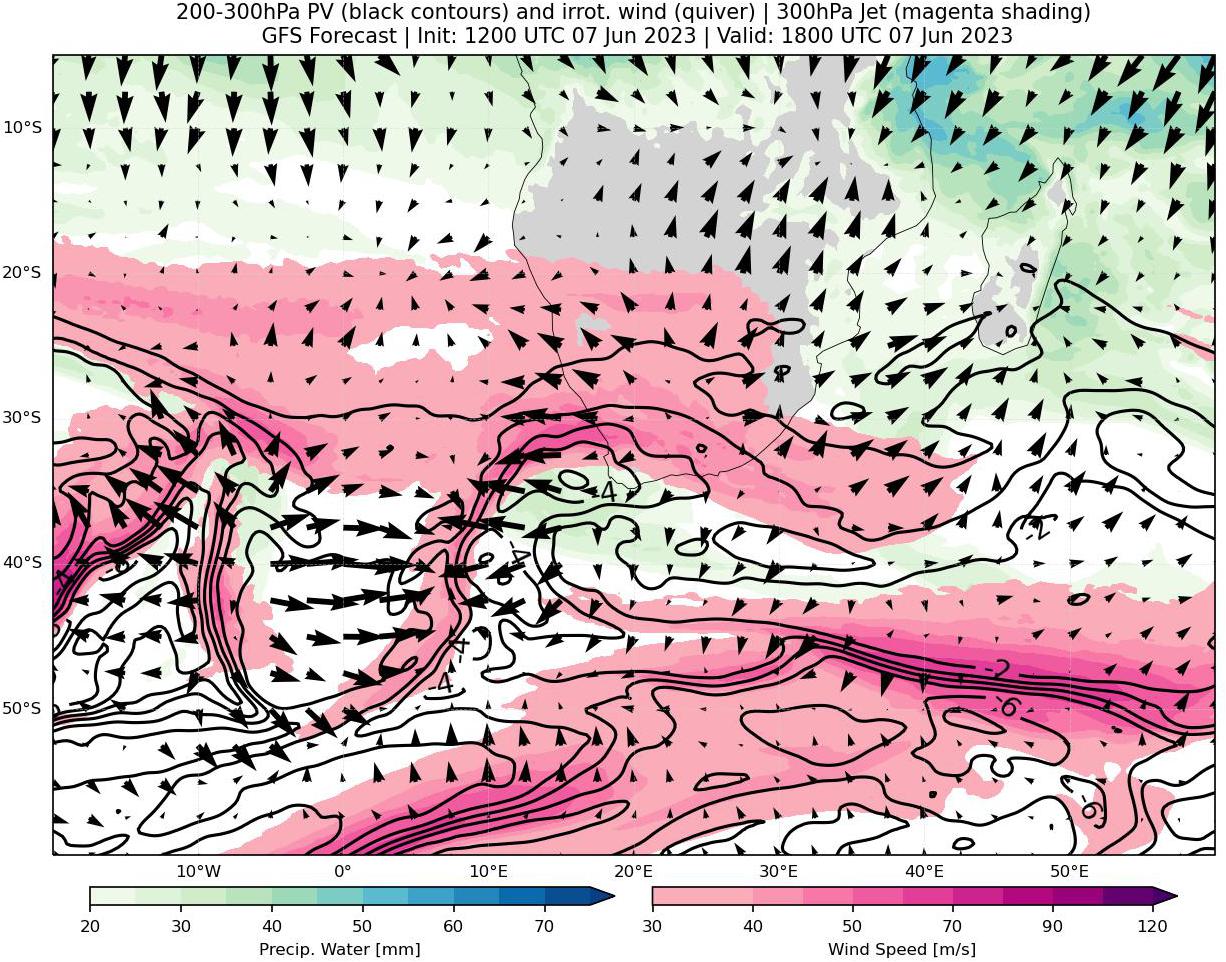 200-300hPa PV (black contours) and irrot. wind (quiver) | 300hPa Jet (magenta shading)
GFS Forecast | Init: 1200 UTC 07 Jun 2023 | Valid: 1800 UTC 07 Jun 2023
10°S
20°S
30°S
40°S
50°S
-4
-4
-2
-4
-4
-2
-6
-6
10°W 0° 10°E 20°E 30°E 40°E 50°E
20 30 40 50 60 70
Precip. Water [mm]
30 40 50 70 90 120
Wind Speed [m/s]